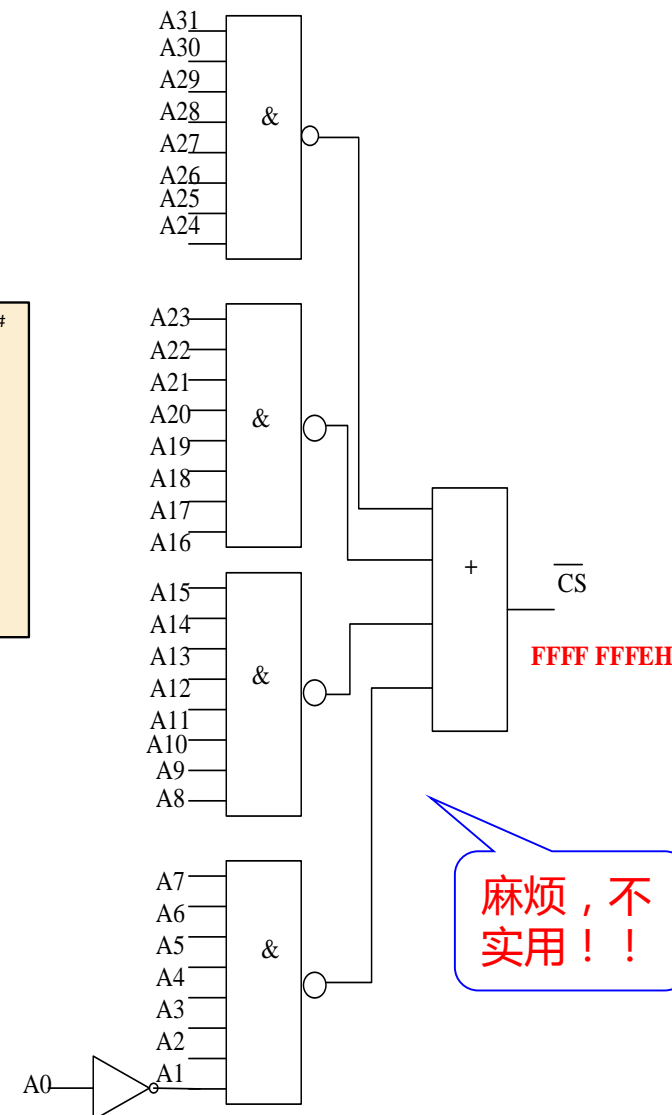 A31
A30
A29
A28
A27
A26
A25
A24
&
#
A23
A22
A21
A20
A19
A18
A17
A16
&
A15
A14
A13
A12
A11
A10
A9
A8
&
+
CS
FFFF FFFEH
A7
A6
A5
A4
A3
A2
A1
A0
&
麻烦，不
实用！！